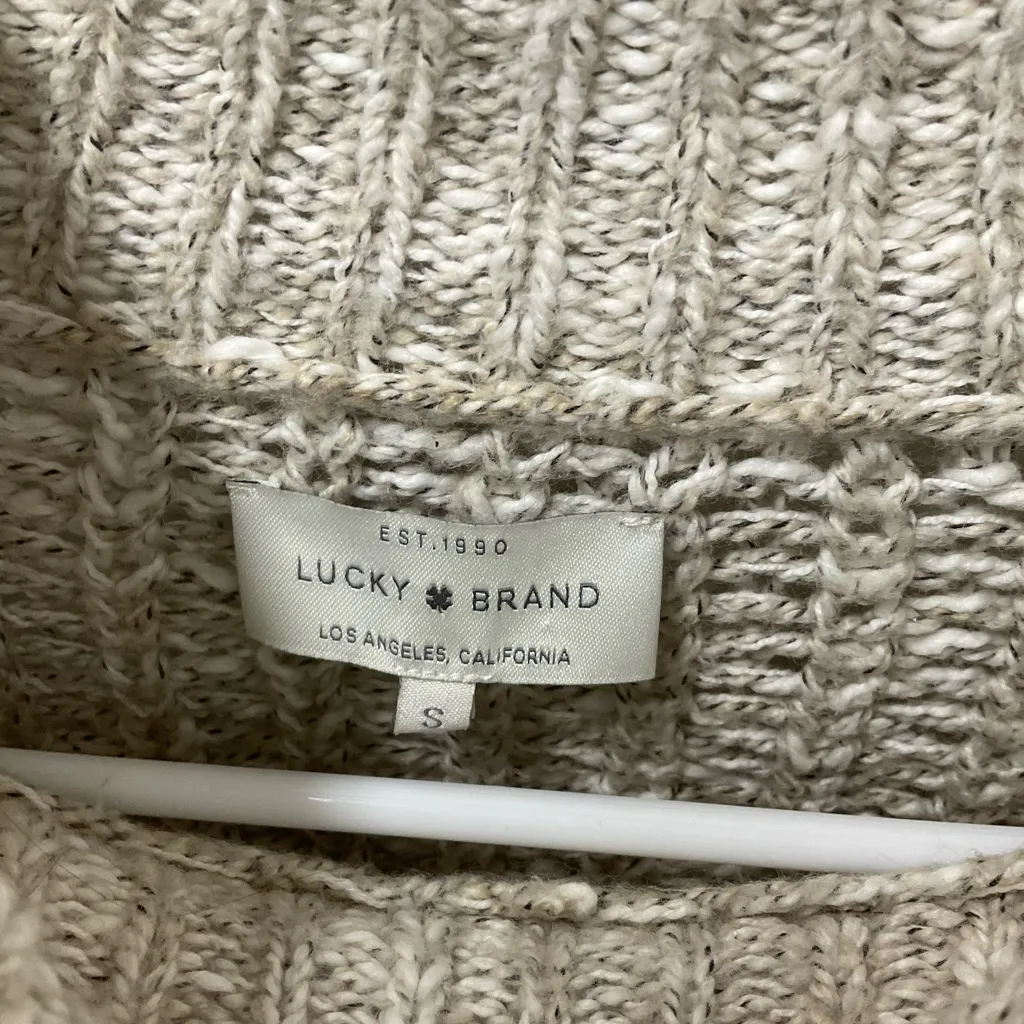 EST.1990
LUCKY BRAND
LOS ANGELES, CALIFORNIA
S